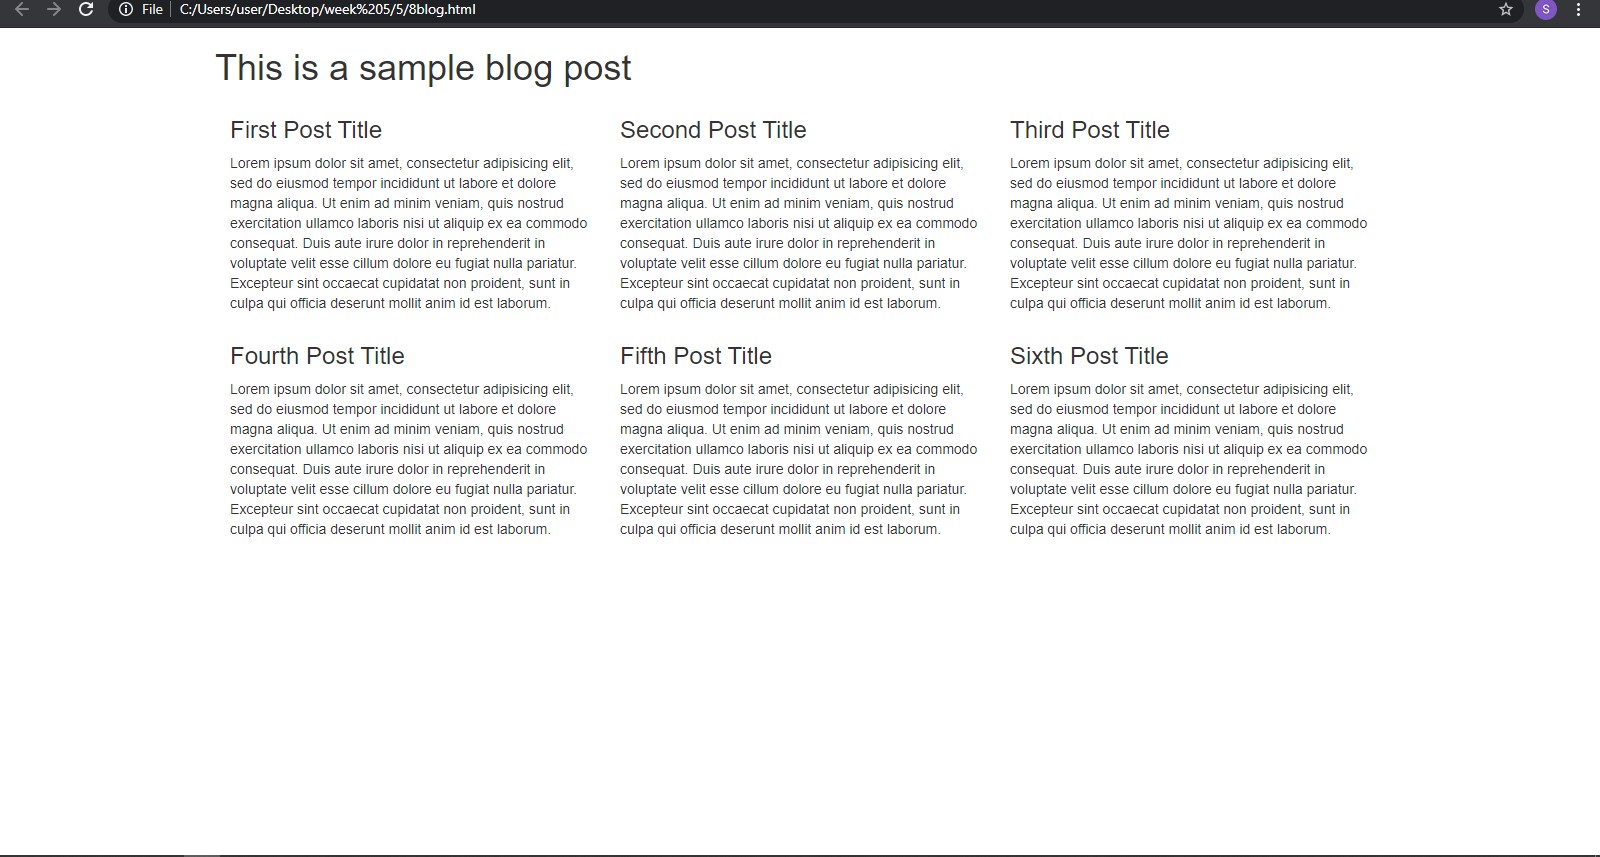 File C:/Users/user/Desktop/week%205/5/8blog.html
S
This is a sample blog post
First Post Title
Lorem ipsum dolor sit amet, consectetur adipisicing elit,
sed do eiusmod tempor incididunt ut labore et dolore
magna aliqua. Ut enim ad minim veniam, quis nostrud
exercitation ullamco laboris nisi ut aliquip ex ea commodo
consequat. Duis aute irure dolor in reprehenderit in
voluptate velit esse cillum dolore eu fugiat nulla pariatur.
Excepteur sint occaecat cupidatat non proident, sunt in
culpa qui officia deserunt mollit anim id est laborum.
Second Post Title
Lorem ipsum dolor sit amet, consectetur adipisicing elit,
sed do eiusmod tempor incididunt ut labore et dolore
magna aliqua. Ut enim ad minim veniam, quis nostrud
exercitation ullamco laboris nisi ut aliquip ex ea commodo
consequat. Duis aute irure dolor in reprehenderit in
voluptate velit esse cillum dolore eu fugiat nulla pariatur.
Excepteur sint occaecat cupidatat non proident, sunt in
culpa qui officia deserunt mollit anim id est laborum.
Third Post Title
Lorem ipsum dolor sit amet, consectetur adipisicing elit,
sed do eiusmod tempor incididunt ut labore et dolore
magna aliqua. Ut enim ad minim veniam, quis nostrud
exercitation ullamco laboris nisi ut aliquip ex ea commodo
consequat. Duis aute irure dolor in reprehenderit in
voluptate velit esse cillum dolore eu fugiat nulla pariatur.
Excepteur sint occaecat cupidatat non proident, sunt in
culpa qui officia deserunt mollit anim id est laborum.
Fourth Post Title
Lorem ipsum dolor sit amet, consectetur adipisicing elit,
sed do eiusmod tempor incididunt ut labore et dolore
magna aliqua. Ut enim ad minim veniam, quis nostrud
exercitation ullamco laboris nisi ut aliquip ex ea commodo
consequat. Duis aute irure dolor in reprehenderit in
voluptate velit esse cillum dolore eu fugiat nulla pariatur.
Excepteur sint occaecat cupidatat non proident, sunt in
culpa qui officia deserunt mollit anim id est laborum.
Fifth Post Title
Lorem ipsum dolor sit amet, consectetur adipisicing elit,
sed do eiusmod tempor incididunt ut labore et dolore
magna aliqua. Ut enim ad minim veniam, quis nostrud
exercitation ullamco laboris nisi ut aliquip ex ea commodo
consequat. Duis aute irure dolor in reprehenderit in
voluptate velit esse cillum dolore eu fugiat nulla pariatur.
Excepteur sint occaecat cupidatat non proident, sunt in
culpa qui officia deserunt mollit anim id est laborum.
Sixth Post Title
Lorem ipsum dolor sit amet, consectetur adipisicing elit,
sed do eiusmod tempor incididunt ut labore et dolore
magna aliqua. Ut enim ad minim veniam, quis nostrud
exercitation ullamco laboris nisi ut aliquip ex ea commodo
consequat. Duis aute irure dolor in reprehenderit in
voluptate velit esse cillum dolore eu fugiat nulla pariatur.
Excepteur sint occaecat cupidatat non proident, sunt in
culpa qui officia deserunt mollit anim id est laborum.